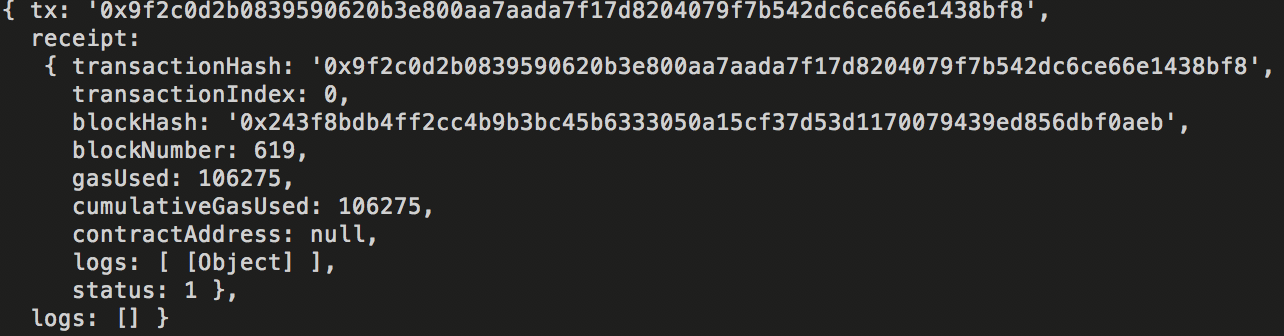 { tx: '0x9f2c0d2b0839590620b3e800aa7aada7f17d8204079f7b542dc6ce66e1438bf8',
receipt:
{ transactionHash: '0x9f2c0d2b0839590620b3e800aa7aada7f17d8204079f7b542dc6ce66e1438bf8',
transactionIndex: 0,
blockHash: '0x243f8bdb4ff2cc4b9b3bc45b6333050a15cf37d53d1170079439ed856dbf0aeb',
blockNumber: 619,
gasUsed: 106275,
cumulativeGasUsed: 106275,
contractAddress: null,
logs: [ [Object] ],
status: 1 },
logs: [] }